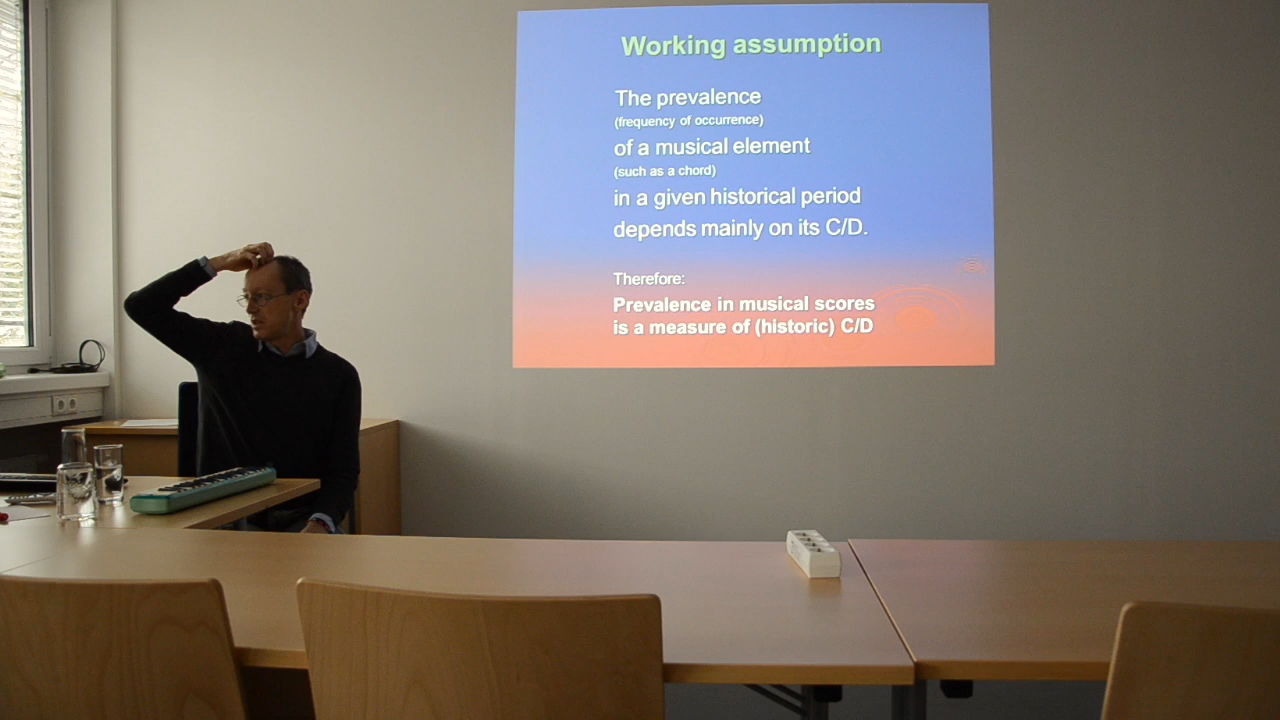 Working assumption
The prevalence
(frequency of occurrence)
of a musical element
(such as a chord)
in a given historical period
depends mainly on its C/D.
Therefore:
Prevalence in musical scores
is a measure of (historic) C/D